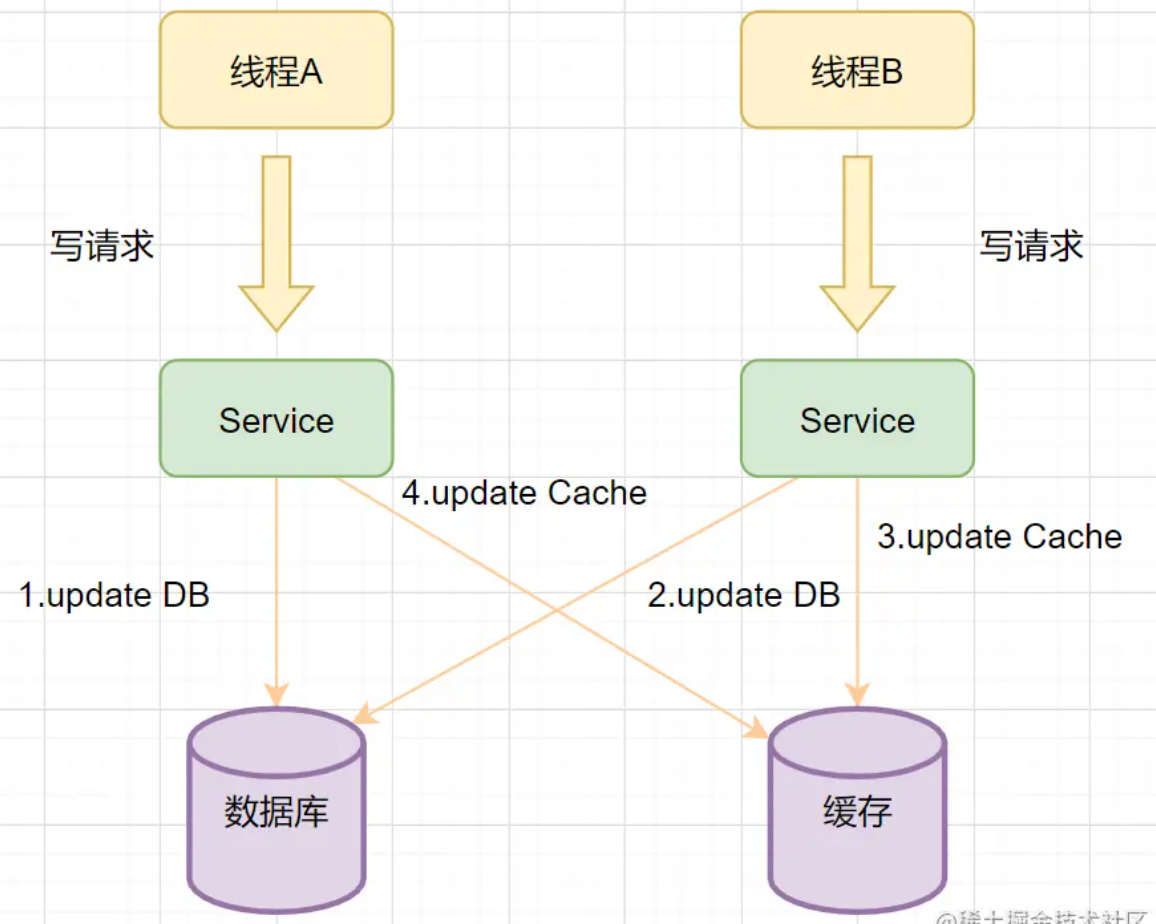 线程A
线程B
写请求
写请求
Service
Service
4.update Cache
3.update Cache
1.update DB
2.update DB
数据库
缓存
@稀土掘金技术社区